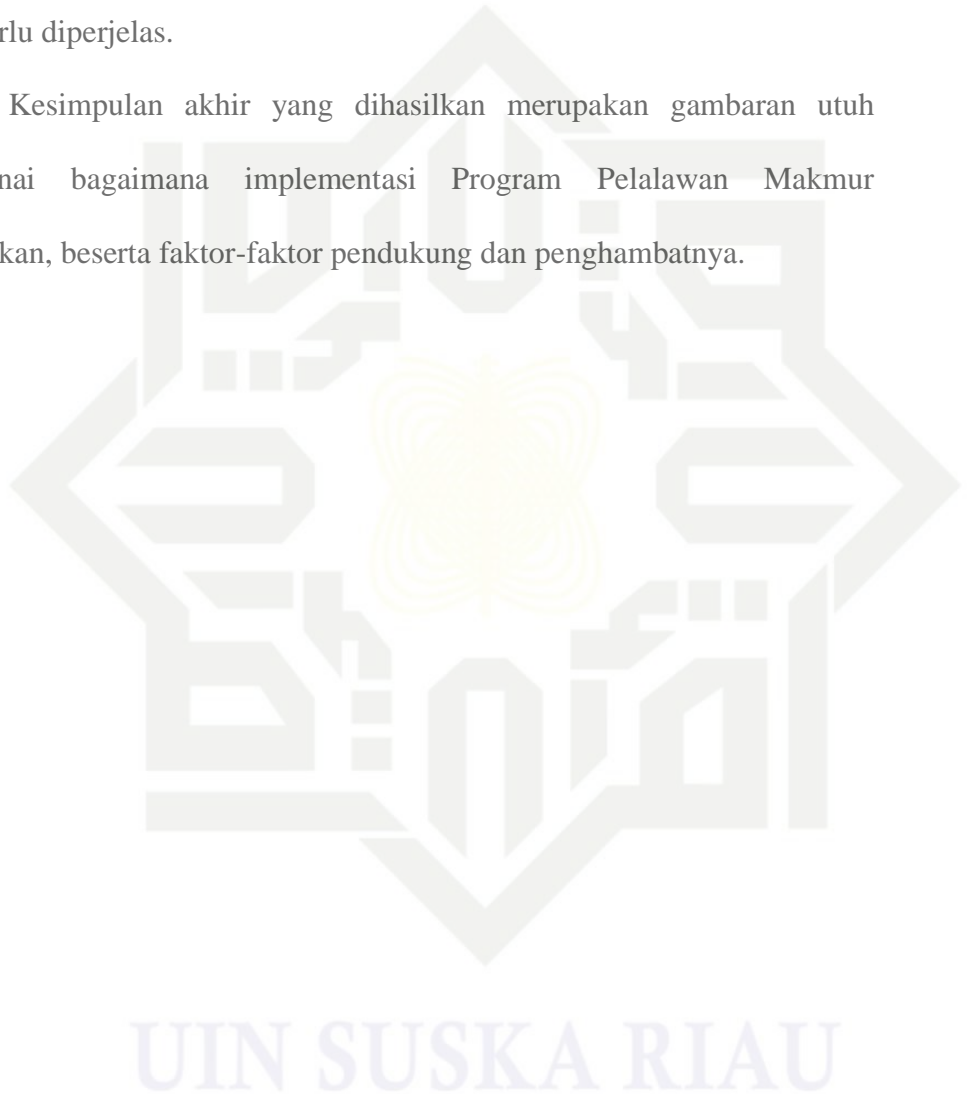 rlu diperjelas.
Kesimpulan akhir yang dihasilkan merupakan gambaran utuh
nai bagaimana implementasi Program Pelalawan Makmur
kan, beserta faktor-faktor pendukung dan penghambatnya.
UIN SUSKA RIAU